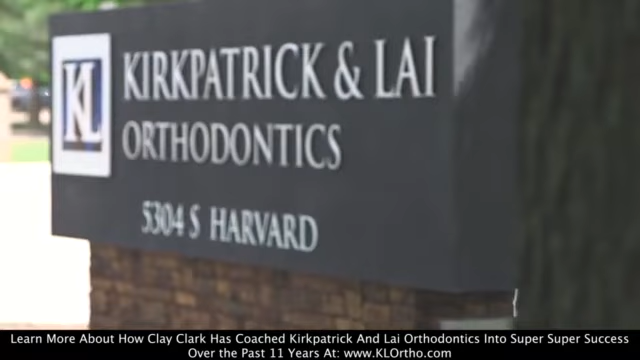 KL
KIRKPATRICK & LAI
ORTHODONTICS
5304 S HARVARD
Learn More About How Clay Clark Has Coached Kirkpatrick And Lai Orthodontics Into Super Super Success
Over the Past 11 Years At: www.KLOrtho.com